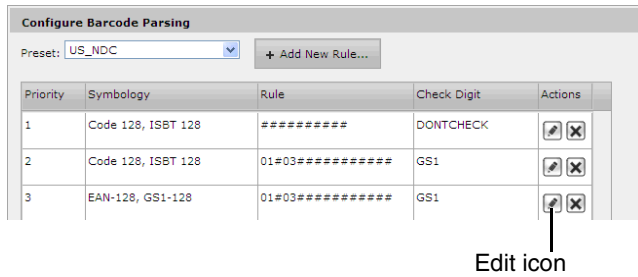 Configure Barcode Parsing
Preset: US_NDC + Add New Rule...
Priority Symbology Rule Check Digit Actions
1 Code 128, ISBT 128 ########## DONTCHECK
2 Code 128, ISBT 128 01#03########### GS1
3 EAN-128, GS1-128 01#03########### GS1
Edit icon